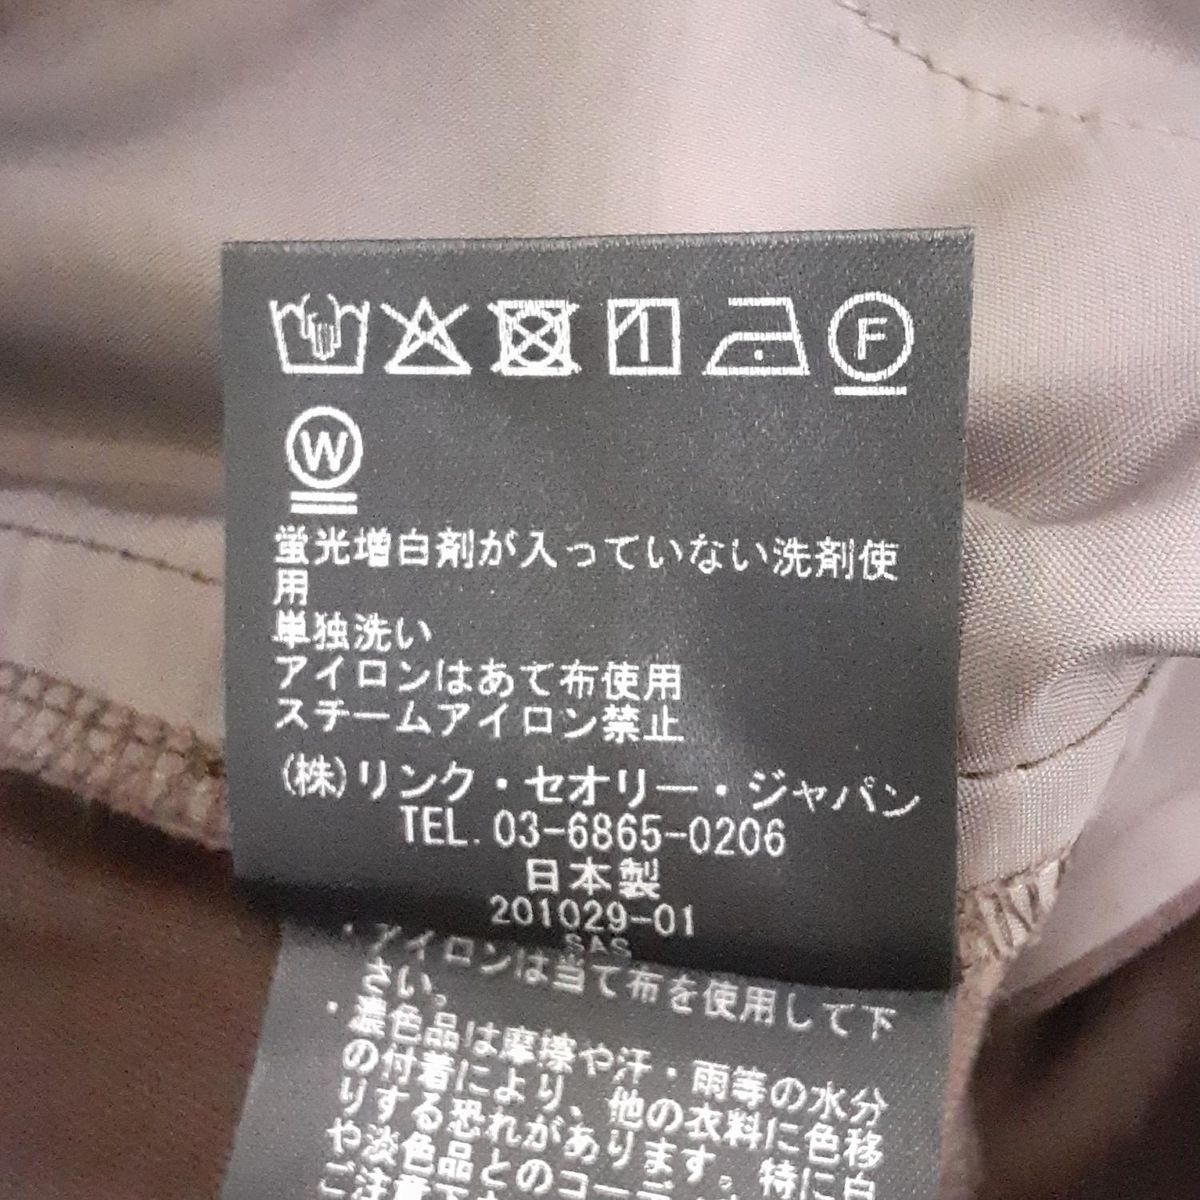 F
W
蛍光増白剤が入っていない洗剤使
用
単独洗い
アイロンはあて布使用
スチームアイロン禁止
(株)リンク・セオリー・ジャパン
TEL. 03-6865-0206
日本製
201029-01
SAS
・アイロンは当て布を使用して下
さい。
・濃色品は摩擦や汗・雨等の水分
の付着により、他の衣料に色移
りする恐れがあります。特に白
や淡色品とのコーデ
ご注意下